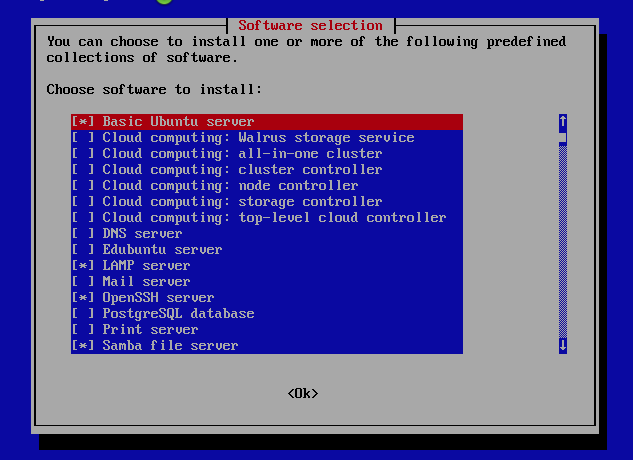 Software selection
You can choose to install one or more of the following predefined
collections of software.
Choose software to install:
[*] Basic Ubuntu server
[ ] Cloud computing: Walrus storage service
[ ] Cloud computing: all-in-one cluster
[ ] Cloud computing: cluster controller
[ ] Cloud computing: node controller
[ ] Cloud computing: storage controller
[ ] Cloud computing: top-level cloud controller
[ ] DNS server
[ ] Edubuntu server
[*] LAMP server
[ ] Mail server
[*] OpenSSH server
[ ] PostgreSQL database
[ ] Print server
[*] Samba file server
<Ok>